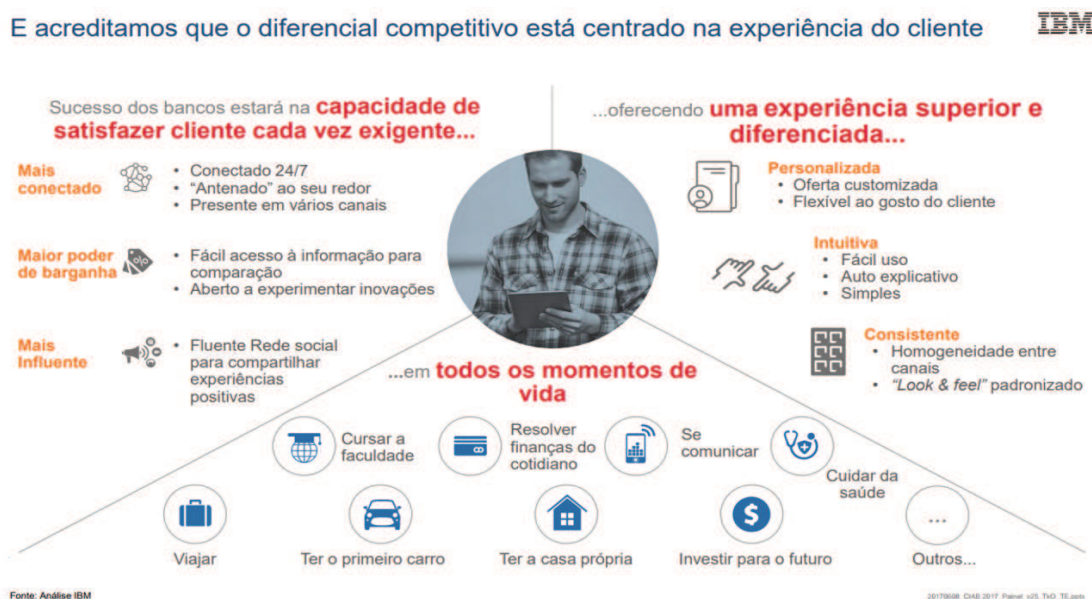 E acreditamos que o diferencial competitivo está centrado na experiência do cliente
IBM
Sucesso dos bancos estará na capacidade de
satisfazer cliente cada vez exigente...
Mais
conectado
• Conectado 24/7
• “Antenado” ao seu redor
• Presente em vários canais
Maior poder
de barganha
%
• Fácil acesso à informação para
comparação
• Aberto a experimentar inovações
Mais
Influente
• Fluente Rede social
para compartilhar
experiências
positivas
...oferecendo uma experiência superior e
diferenciada...
Personalizada
• Oferta customizada
• Flexível ao gosto do cliente
Intuitiva
• Fácil uso
• Auto explicativo
• Simples
Consistente
• Homogeneidade entre
canais
• “Look & feel” padronizado
...em todos os momentos de
vida
Cursar a
faculdade
Resolver
finanças do
cotidiano
Se
comunicar
Cuidar da
saúde
Viajar
Ter o primeiro carro
Ter a casa própria
$
Investir para o futuro
...
Outros...
Fonte: Análise IBM
20170608_CIAB 2017_Painel_v25_TxO_TE.pptx